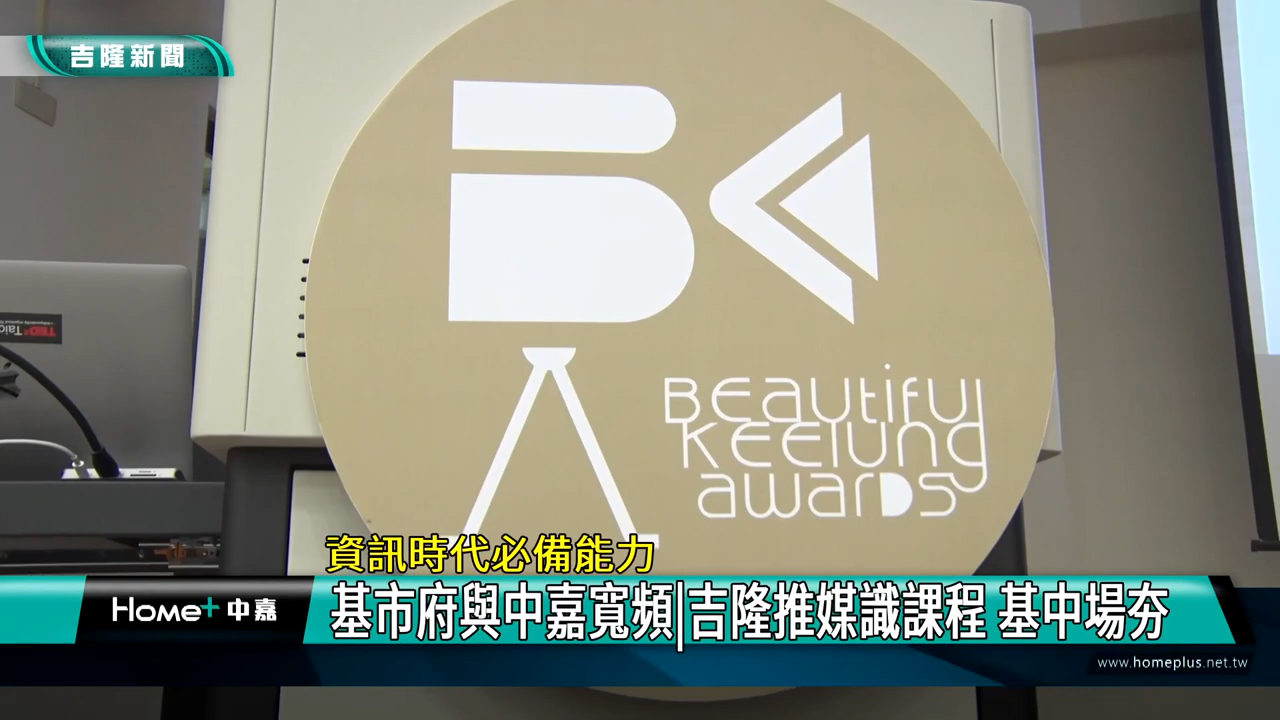 吉隆新聞
TEDx
Beautiful
Keelung
awards
資訊時代必備能力
Home+中嘉
基市府與中嘉寬頻|吉隆推媒識課程 基中場夯
www.homeplus.net.tw